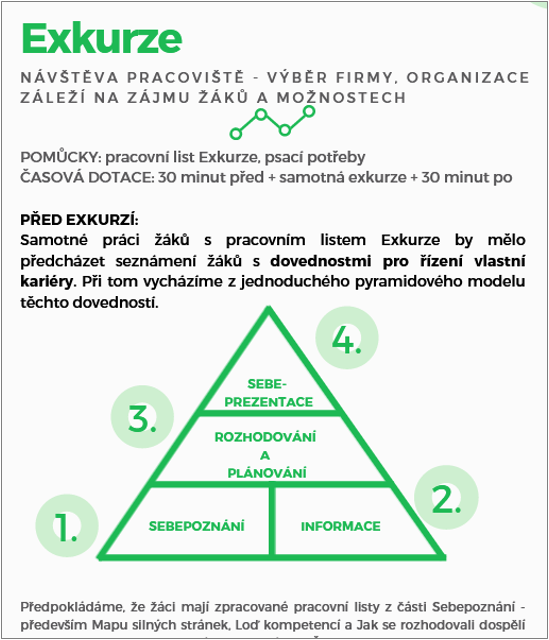 Exkurze
NÁVŠTĚVA PRACOVIŠTĚ - VÝBĚR FIRMY, ORGANIZACE
ZÁLEŽÍ NA ZÁJMU ŽÁKŮ A MOŽNOSTECH
POMŮCKY: pracovní list Exkurze, psací potřeby
ČASOVÁ DOTACE: 30 minut před + samotná exkurze + 30 minut po
PŘED EXKURZÍ:
Samotné práci žáků s pracovním listem Exkurze by mělo
předcházet seznámení žáků s dovednostmi pro řízení vlastní
kariéry. Při tom vycházíme z jednoduchého pyramidového modelu
těchto dovedností.
4.
SEBE-
PREZENTACE
3.
ROZHODOVÁNÍ
A
PLÁNOVÁNÍ
2.
1.
SEBEPOZNÁNÍ
INFORMACE
Předpokládáme, že žáci mají zpracované pracovní listy z části Sebepoznání -
především Mapu silných stránek, Loď kompetencí a Jak se rozhodovali dospělí